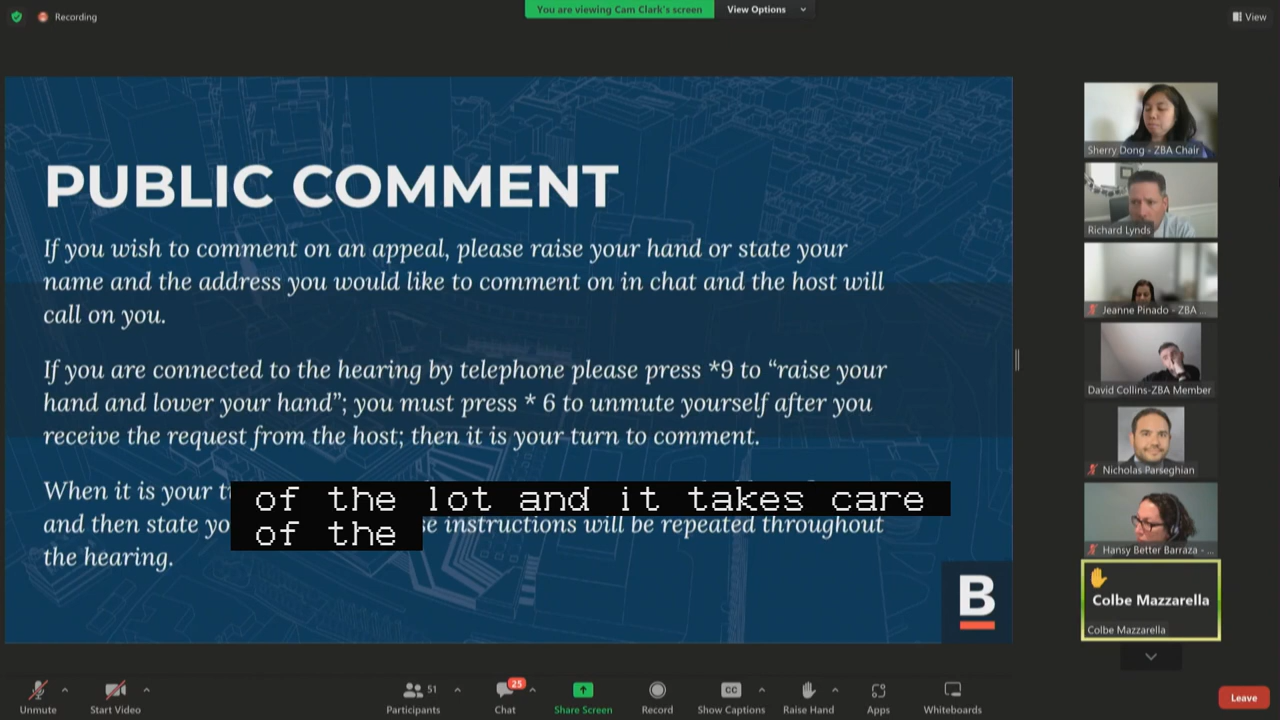 Recording
You are viewing Cam Clark's screen
View Options
View
PUBLIC COMMENT
If you wish to comment on an appeal, please raise your hand or state your
name and the address you would like to comment on in chat and the host will
call on you.
If you are connected to the hearing by telephone please press *9 to “raise your
hand and lower your hand”; you must press * 6 to unmute yourself after you
receive the request from the host; then it is your turn to comment.
When it is your
and then state instructions will be repeated throughout
the hearing.
of the lot and it takes care
of the
B
Sherry Dong - ZBA Chair
Richard Lynds
Jeanne Pinado - ZBA ...
David Collins-ZBA Member
Nicholas Parseghian
Hansy Better Barraza - ...
Colbe Mazzarella
Colbe Mazzarella
Unmute
Start Video
51
Participants
25
Chat
Share Screen
Record
CC
Show Captions
Raise Hand
Apps
Whiteboards
Leave